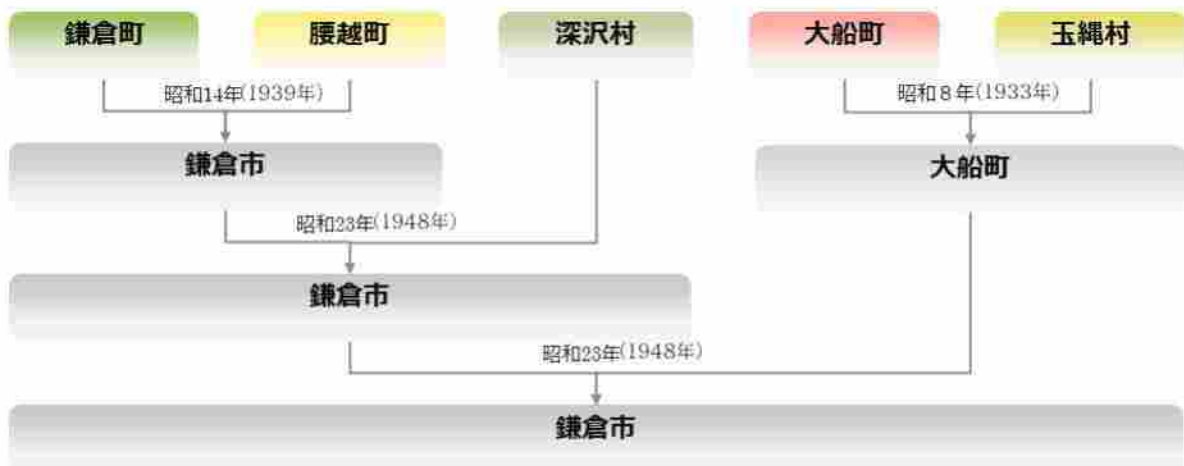 鎌倉町
腰越町
深沢村
大船町
玉縄村
昭和14年(1939年)
昭和８年(1933年)
鎌倉市
大船町
昭和23年(1948年)
鎌倉市
昭和23年(1948年)
鎌倉市